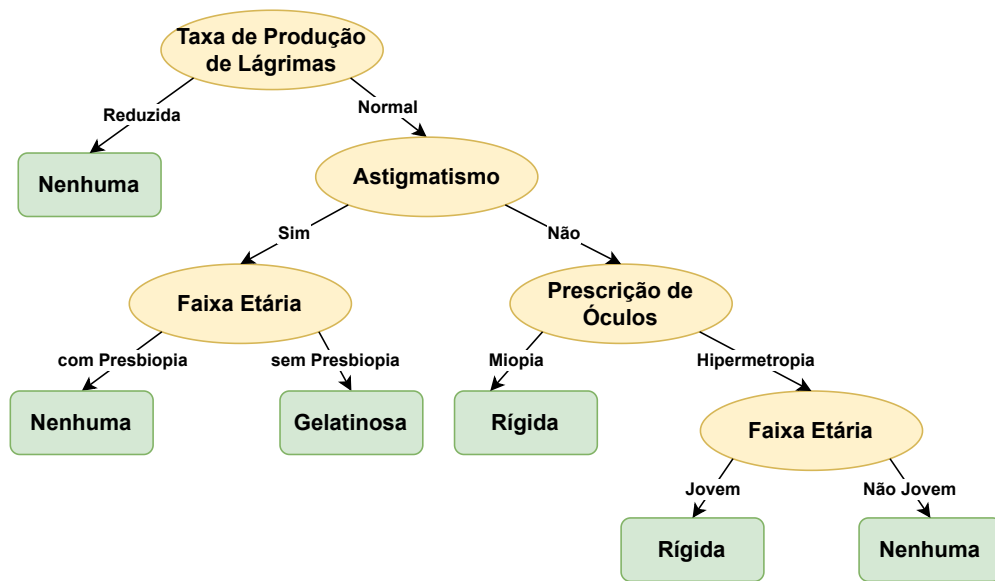 Taxa de Produção
de Lágrimas
Reduzida
Normal
Nenhuma
Astigmatismo
Sim
Não
Faixa Etária
Prescrição de
Óculos
com Presbiopia
sem Presbiopia
Miopia
Hipermetropia
Nenhuma
Gelatinosa
Rígida
Faixa Etária
Jovem
Não Jovem
Rígida
Nenhuma